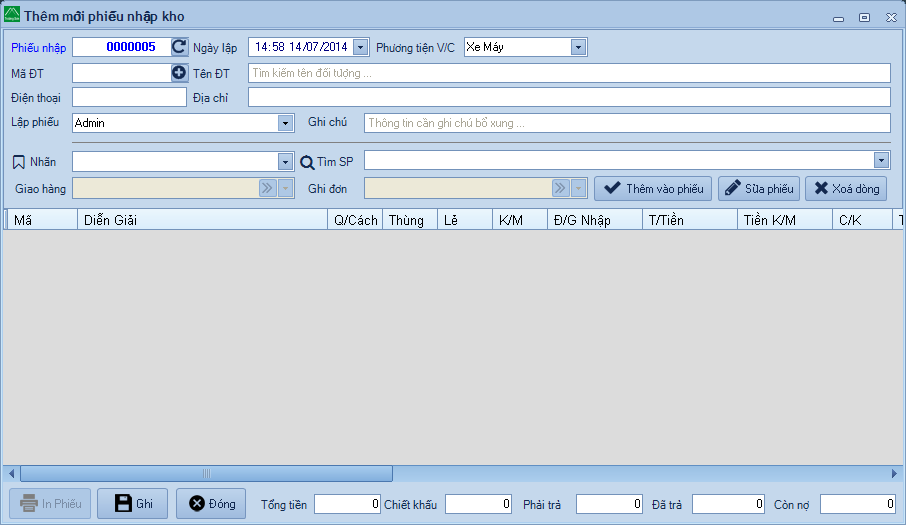 Thêm mới phiếu nhập kho
Phiếu nhập 0000005 Ngày lập 14:58 14/07/2014 Phương tiện V/C Xe Máy
Mã ĐT Tên ĐT Tìm kiếm tên đối tượng ...
Điện thoại Địa chỉ
Lập phiếu Admin Ghi chú Thông tin cần ghi chú bổ xung ...
Nhãn Tìm SP
Giao hàng Ghi đơn Thêm vào phiếu Sửa phiếu Xoá dòng
Mã Diễn Giải Q/Cách Thùng Lẻ K/M Đ/G Nhập T/Tiền Tiền K/M C/K
In Phiếu Ghi Đóng Tổng tiền 0 Chiết khấu 0 Phải trả 0 Đã trả 0 Còn nợ 0